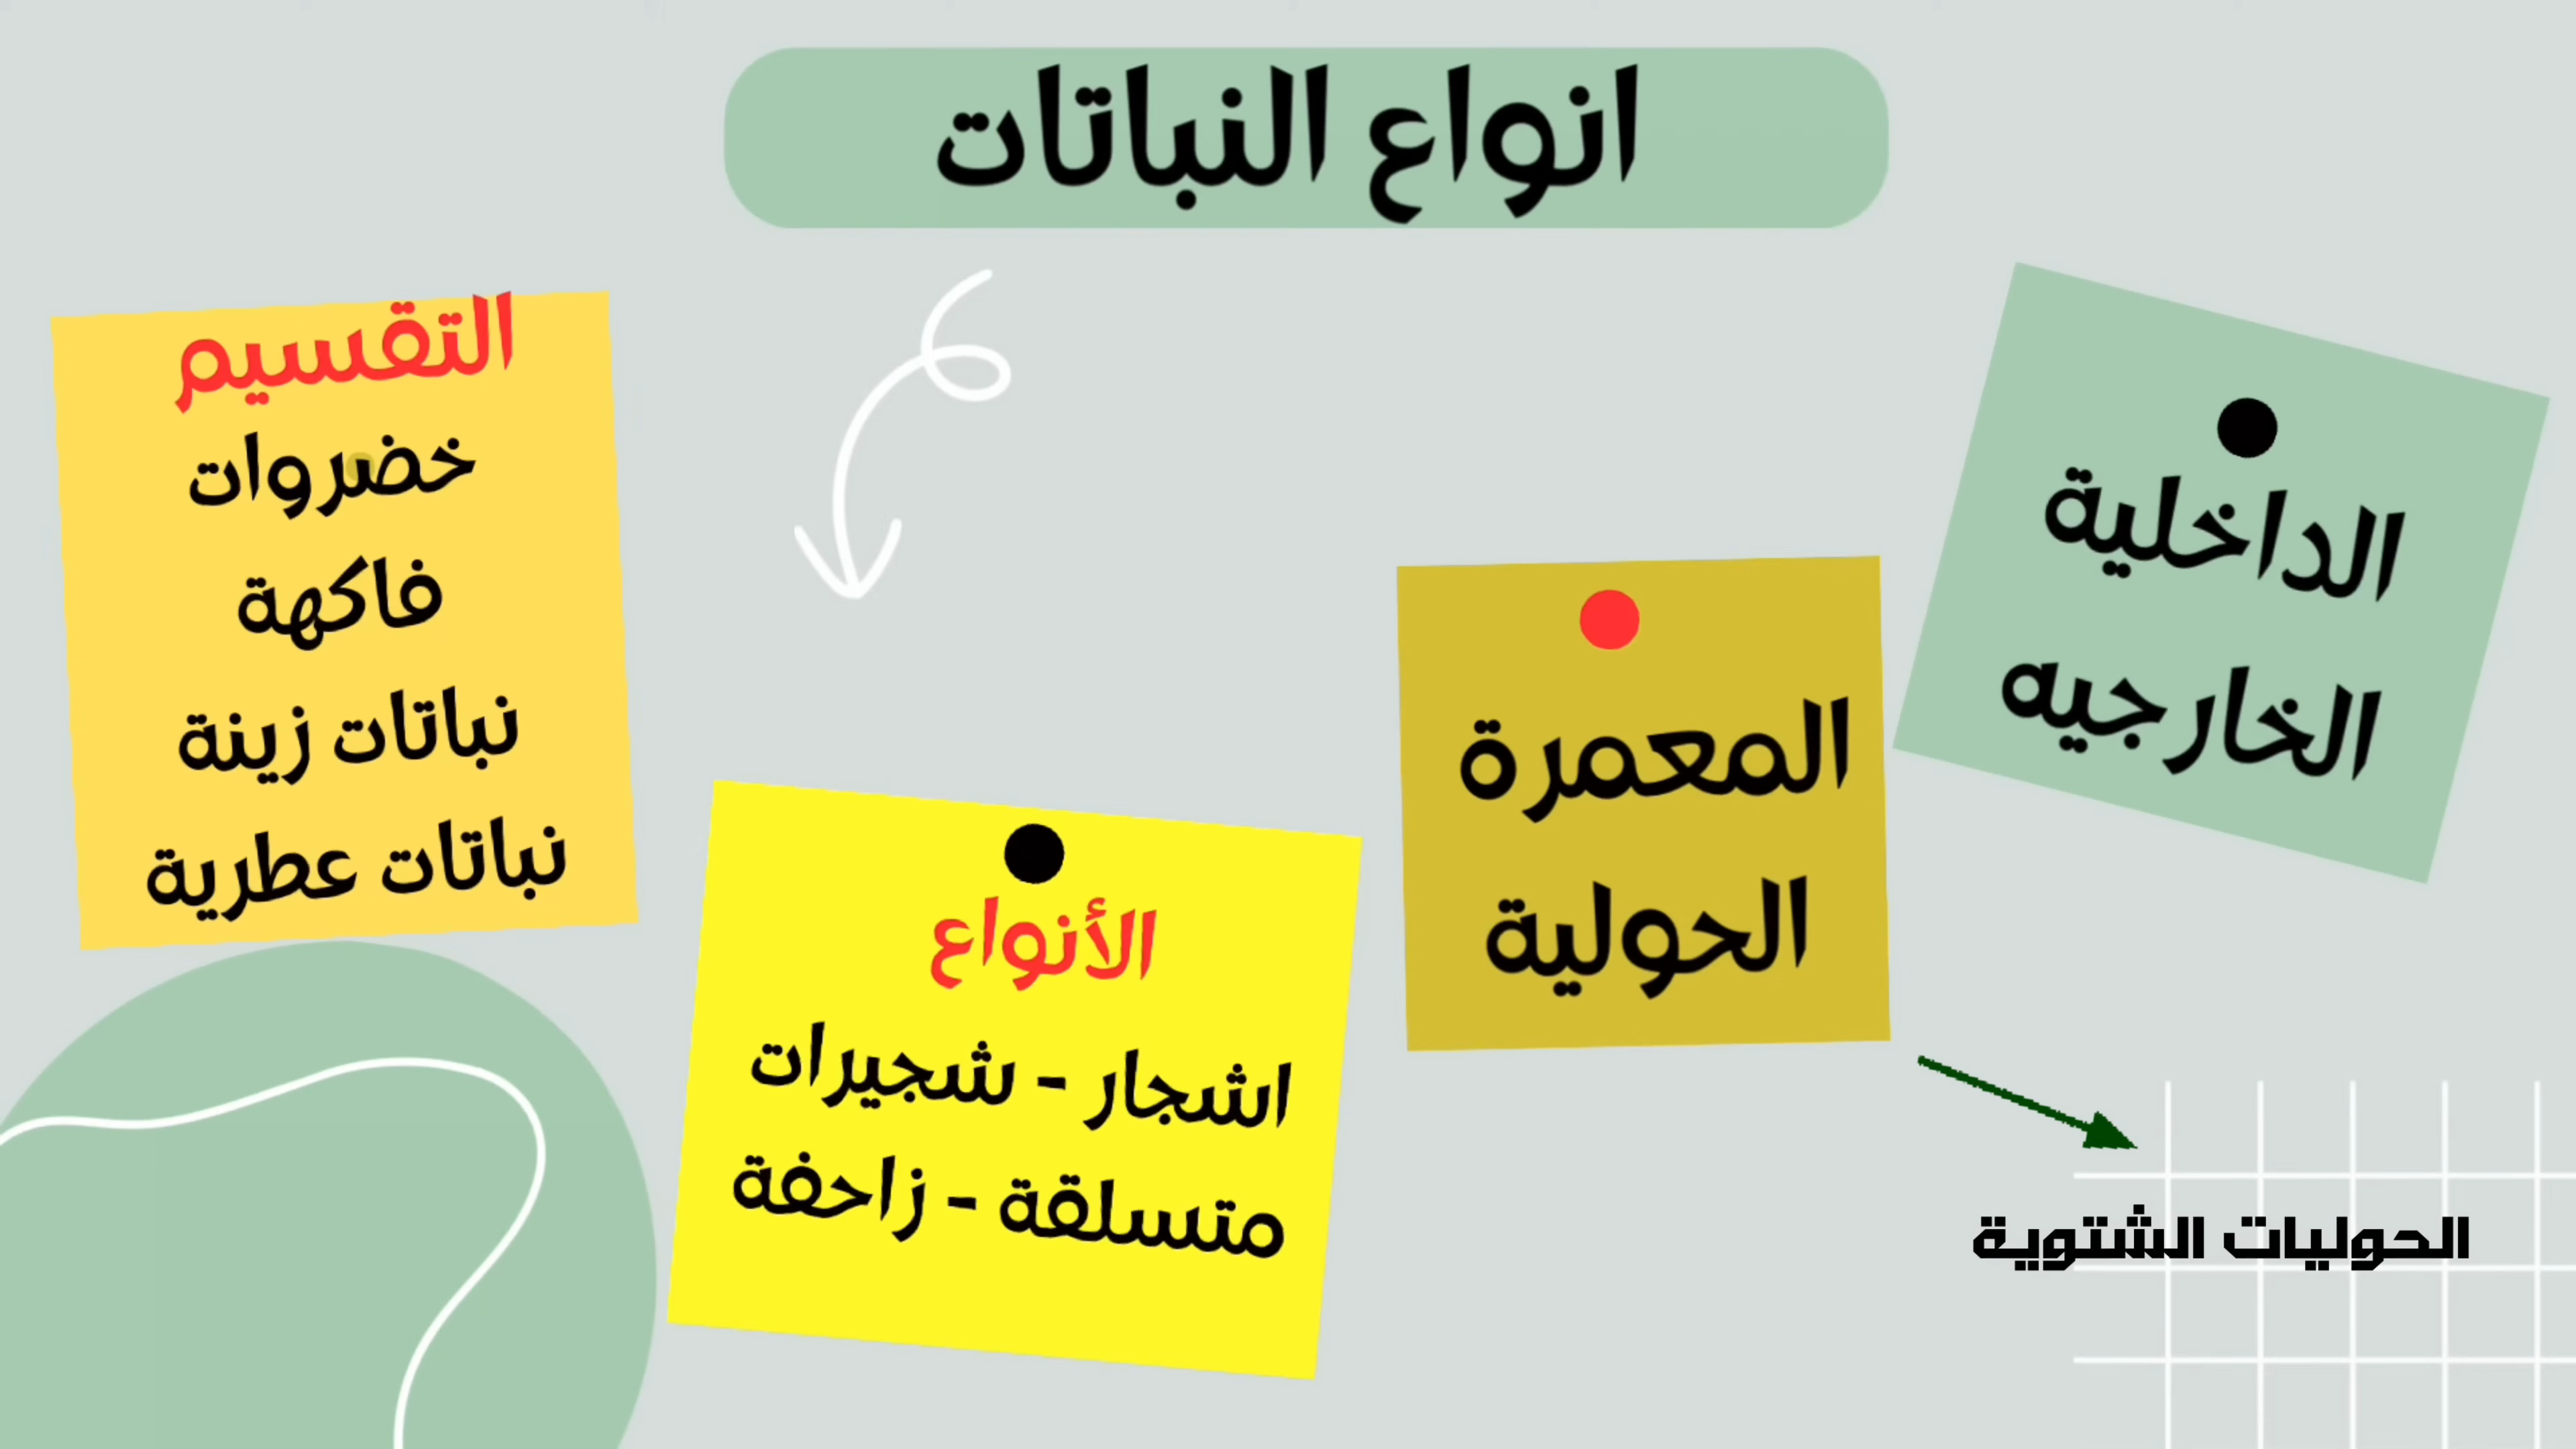 انواع النباتات
الداخلية
الخارجيه
المعمرة
الحولية
الحوليات الشتوية
الأنواع
اشجار - شجيرات
متسلقة - زاحفة
التقسيم
خضروات
فاكهة
نباتات زينة
نباتات عطرية